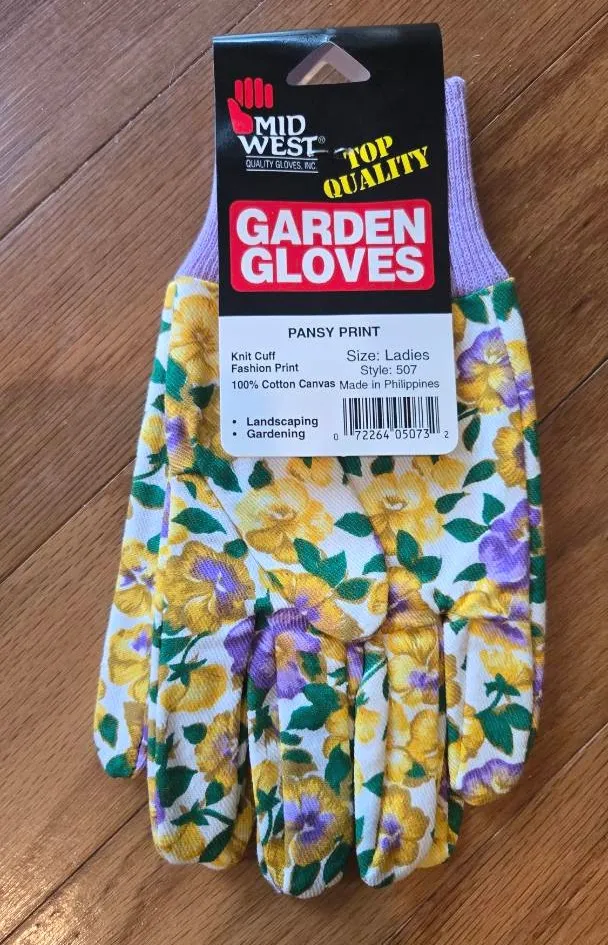 MID
WEST®
QUALITY GLOVES, INC.
TOP
QUALITY
GARDEN
GLOVES
PANSY PRINT
Knit Cuff
Fashion Print
100% Cotton Canvas
Size: Ladies
Style: 507
Made in Philippines
• Landscaping
• Gardening
0 72264 05073 2